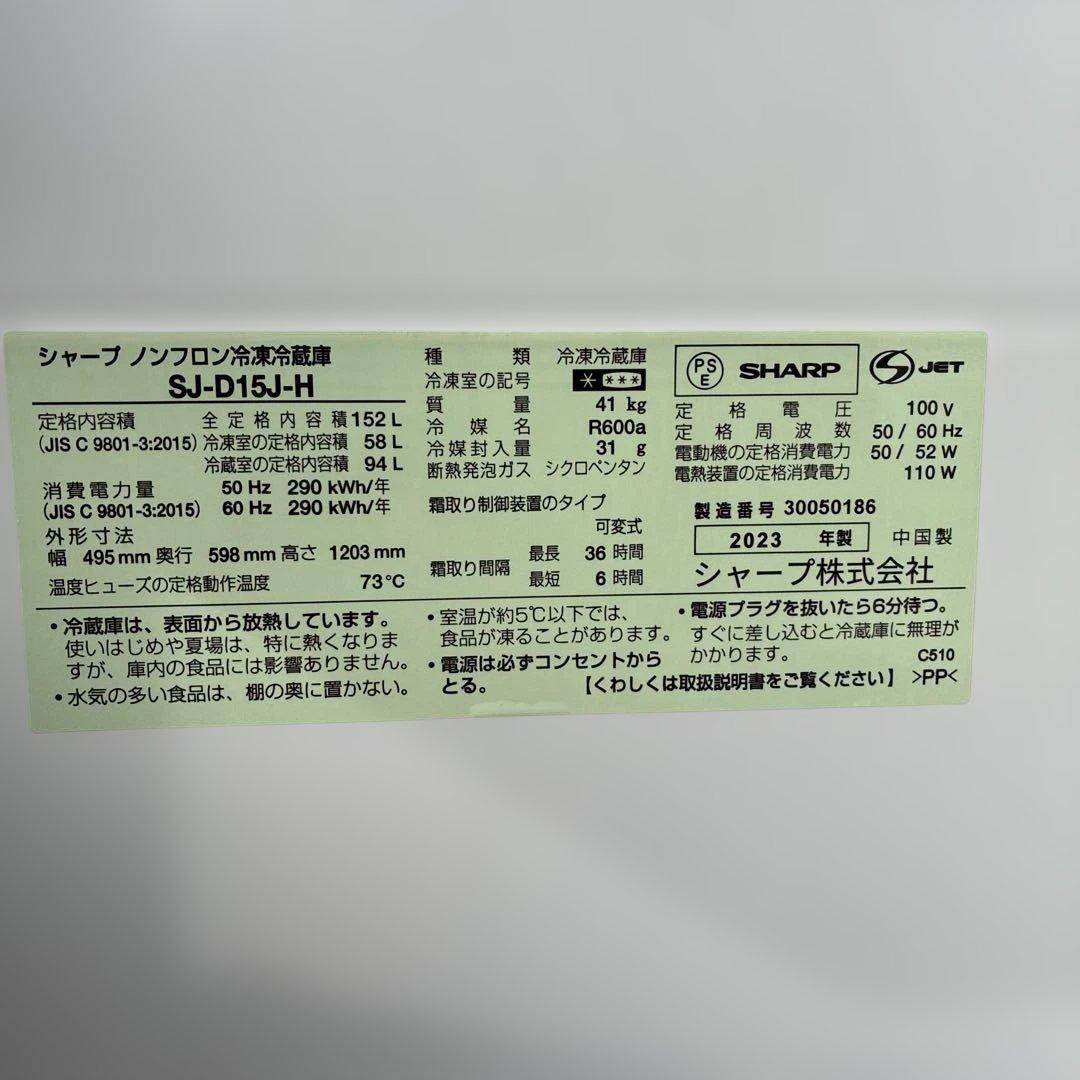 シャープ ノンフロン冷凍冷蔵庫
SJ-D15J-H
定格内容積 全定格内容積 152 L
(JIS C 9801-3:2015) 冷凍室の定格内容積 58 L
冷蔵室の定格内容積 94 L
消費電力量 50 Hz 290 kWh/年
(JIS C 9801-3:2015) 60 Hz 290 kWh/年
外形寸法
幅 495 mm 奥行 598 mm 高さ 1203 mm
温度ヒューズの定格動作温度 73℃
種類 冷凍冷蔵庫
冷凍室の記号 * ***
質量 41 kg
冷媒名 R600a
冷媒封入量 31 g
断熱発泡ガス シクロペンタン
霜取り制御装置のタイプ
可変式
霜取り間隔 最長 36 時間
最短 6 時間
PS E SHARP S JET
定格電圧 100 V
定格周波数 50 / 60 Hz
電動機の定格消費電力 50 / 52 W
電熱装置の定格消費電力 110 W
製造番号 30050186
2023 年製 中国製
シャープ株式会社
・冷蔵庫は、表面から放熱しています。
使いはじめや夏場は、特に熱くなりま
すが、庫内の食品には影響ありません。
・水気の多い食品は、棚の奥に置かない。
・室温が約5℃以下では、
食品が凍ることがあります。
・電源は必ずコンセントから
とる。
・電源プラグを抜いたら6分待つ。
すぐに差し込むと冷蔵庫に無理が
かかります。 C510
【くわしくは取扱説明書をご覧ください】 >PP<